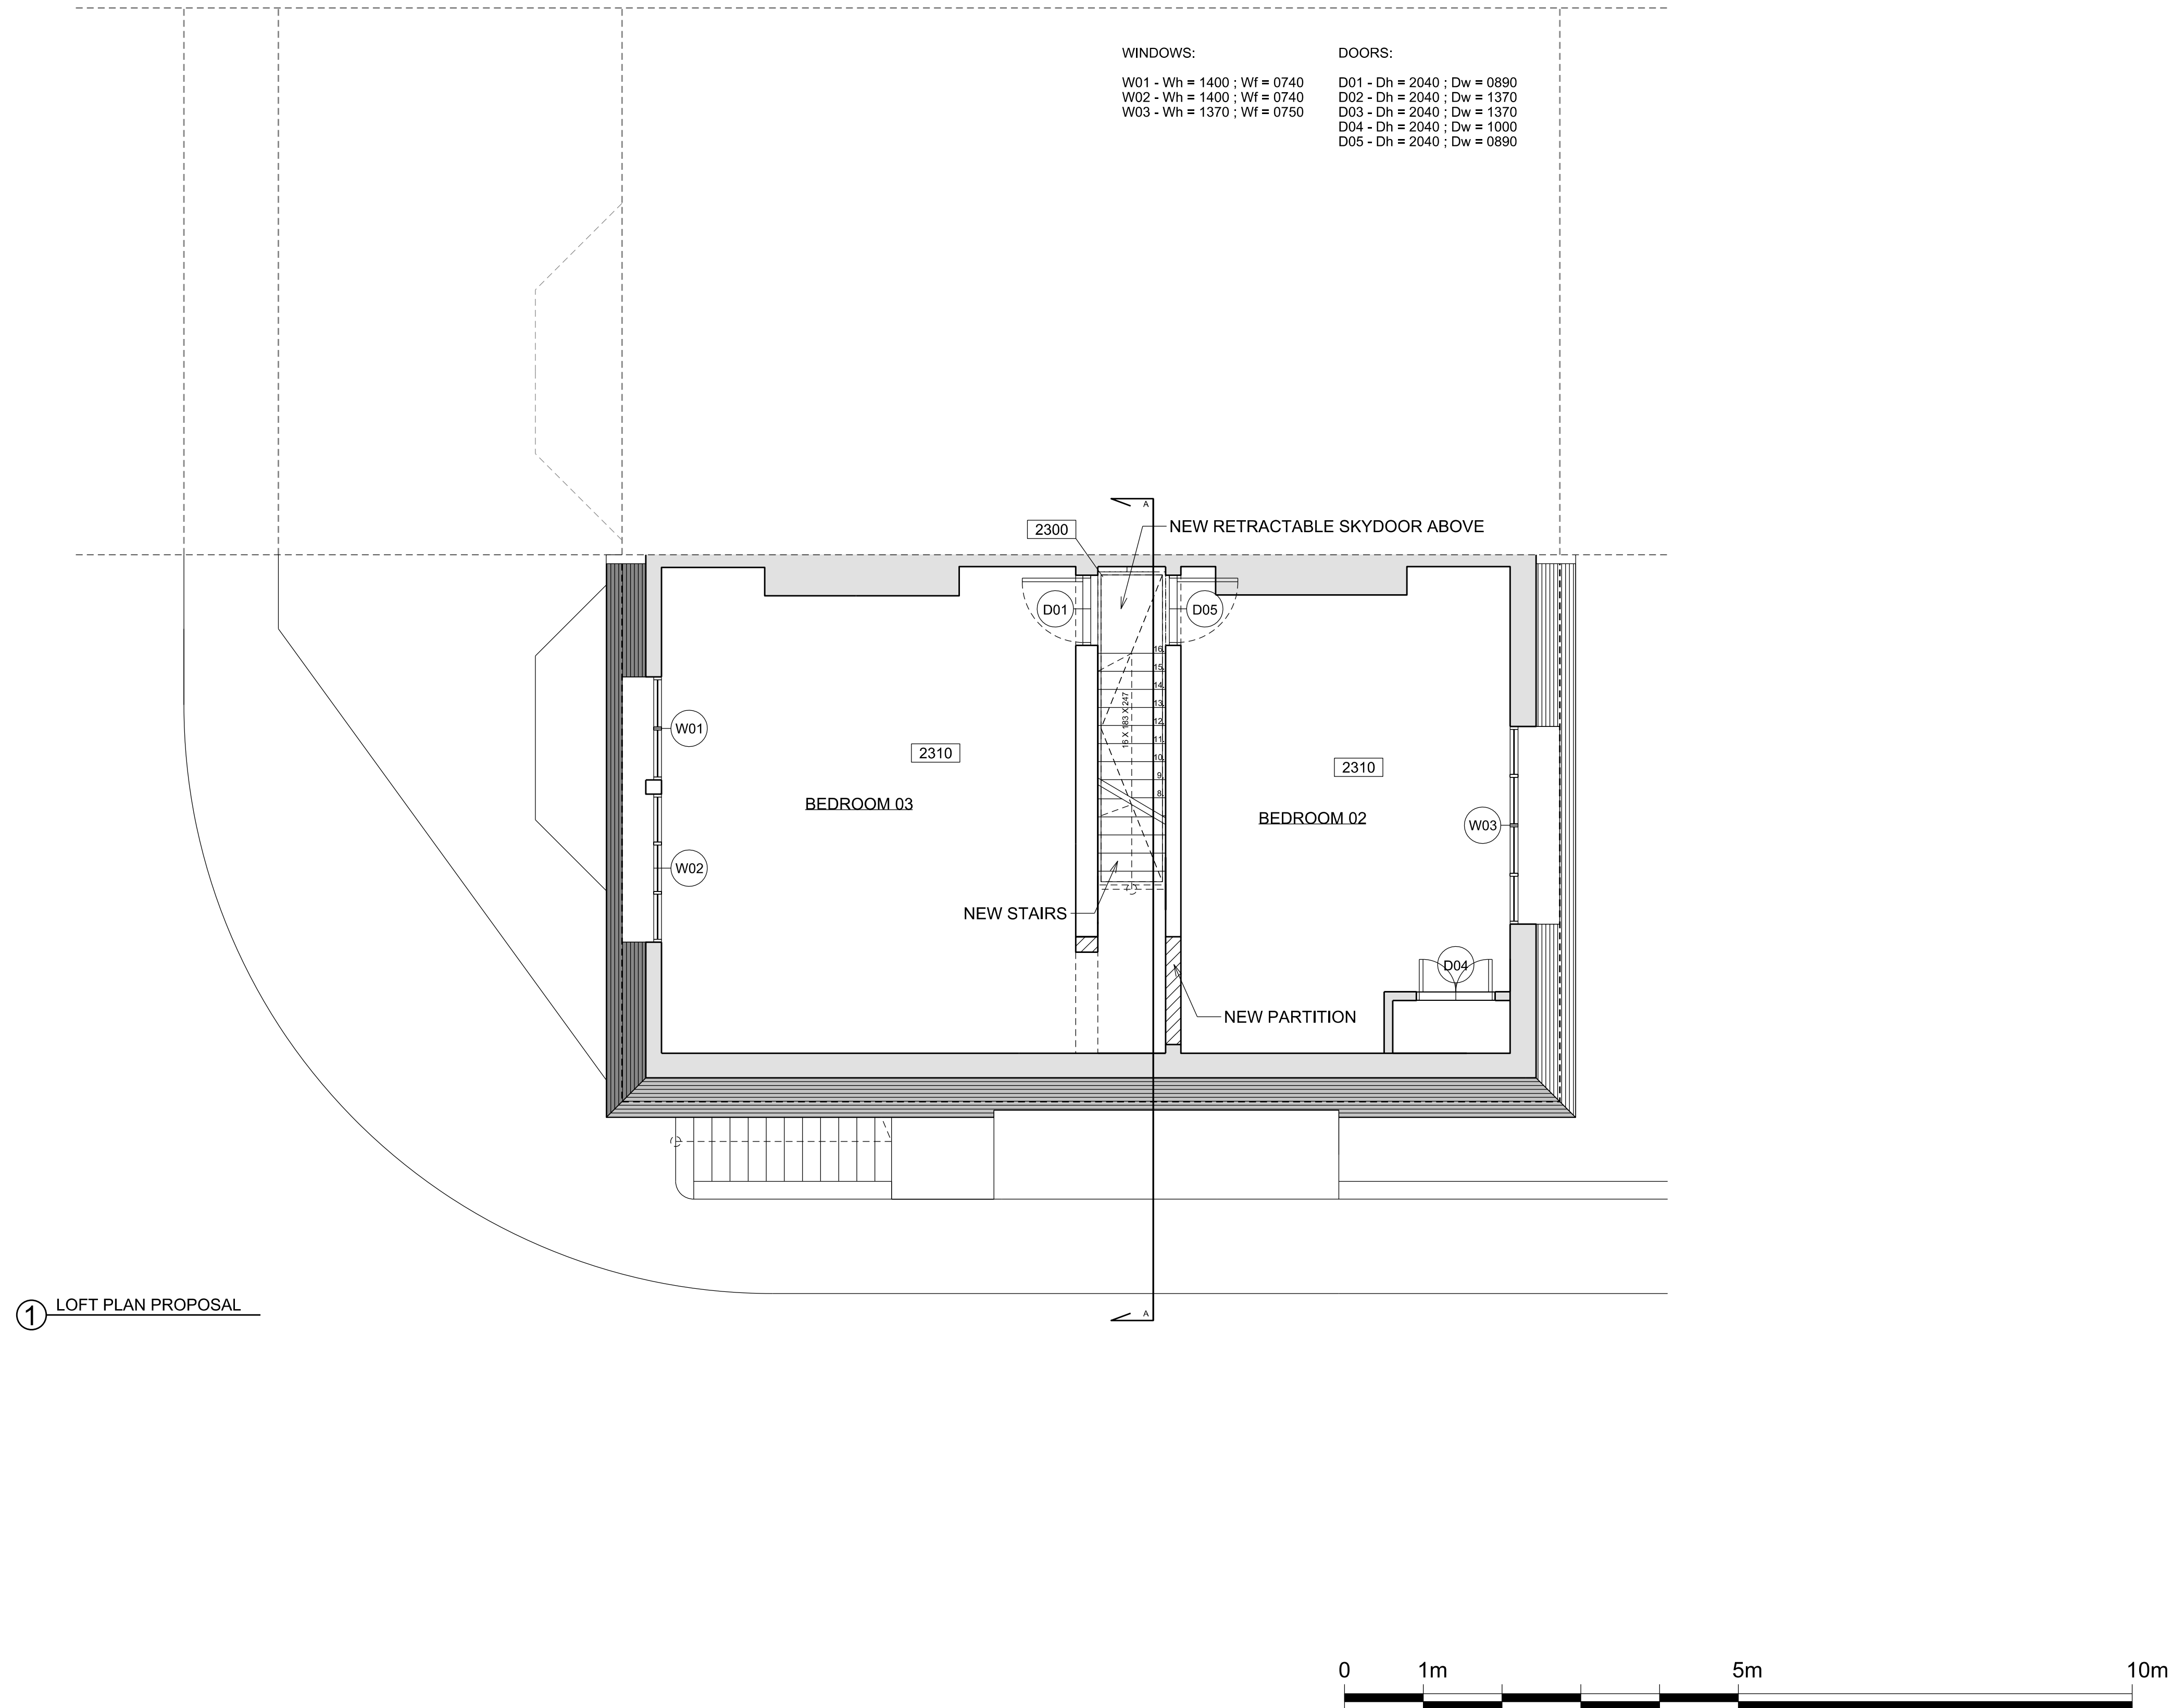 WINDOWS:
W01 - Wh = 1400 ; Wf = 0740
W02 - Wh = 1400 ; Wf = 0740
W03 - Wh = 1370 ; Wf = 0750
DOORS:
D01 - Dh = 2040 ; Dw = 0890
D02 - Dh = 2040 ; Dw = 1370
D03 - Dh = 2040 ; Dw = 1370
D04 - Dh = 2040 ; Dw = 1000
D05 - Dh = 2040 ; Dw = 0890
A
2300
NEW RETRACTABLE SKYDOOR ABOVE
D01
D05
16
15
14
13
12
11
10
9
8
16 X 183 X 247
W01
2310
2310
BEDROOM 03
BEDROOM 02
W03
W02
NEW STAIRS
D04
NEW PARTITION
1
LOFT PLAN PROPOSAL
A
0
1m
5m
10m